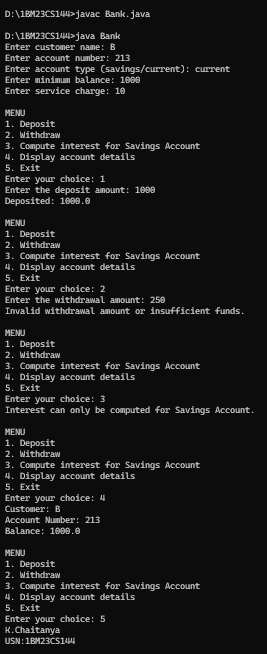 D:\1BM23CS144>javac Bank.java
D:\1BM23CS144>java Bank
Enter customer name: B
Enter account number: 213
Enter account type (savings/current): current
Enter minimum balance: 1000
Enter service charge: 10
MENU
1. Deposit
2. Withdraw
3. Compute interest for Savings Account
4. Display account details
5. Exit
Enter your choice: 1
Enter the deposit amount: 1000
Deposited: 1000.0
MENU
1. Deposit
2. Withdraw
3. Compute interest for Savings Account
4. Display account details
5. Exit
Enter your choice: 2
Enter the withdrawal amount: 250
Invalid withdrawal amount or insufficient funds.
MENU
1. Deposit
2. Withdraw
3. Compute interest for Savings Account
4. Display account details
5. Exit
Enter your choice: 3
Interest can only be computed for Savings Account.
MENU
1. Deposit
2. Withdraw
3. Compute interest for Savings Account
4. Display account details
5. Exit
Enter your choice: 4
Customer: B
Account Number: 213
Balance: 1000.0
MENU
1. Deposit
2. Withdraw
3. Compute interest for Savings Account
4. Display account details
5. Exit
Enter your choice: 5
K.Chaitanya
USN:1BM23CS144